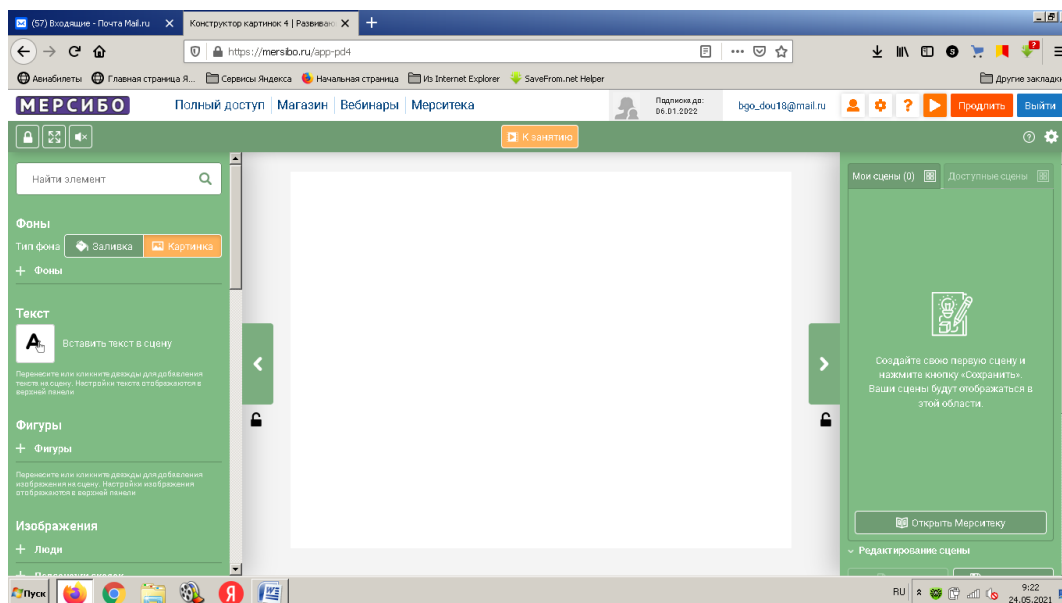 (57) Входящие - Почта Mail.ru
Конструктор картинок 4 | Развиваю
https://mersibo.ru/app-pd4
Авиабилеты Главная страница Я... Сервисы Яндекса Начальная страница Из Internet Explorer SaveFrom.net Helper Другие закладки
МЕРСИБО Полный доступ Магазин Вебинары Мерситека Подписка до: bgo_dou18@mail.ru ? Продлить Выйти
06.01.2022
К занятию
Найти элемент
Фоны
Тип фона Заливка Картинка
+ Фоны
Текст
А Вставить текст в сцену
Перенесите или кликните дважды для добавления
текста на сцену. Настройки текста отображаются в
верхней панели
Фигуры
+ Фигуры
Перенесите или кликните дважды для добавления
изображения на сцену. Настройки изображения
отображаются в верхней панели
Изображения
+ Люди
Мои сцены (0) Доступные сцены
Создайте свою первую сцену и
нажмите кнопку «Сохранить».
Ваши сцены будут отображаться в
этой области.
Открыть Мерситеку
Редактирование сцены
Пуск Я RU 9:22
24.05.2021